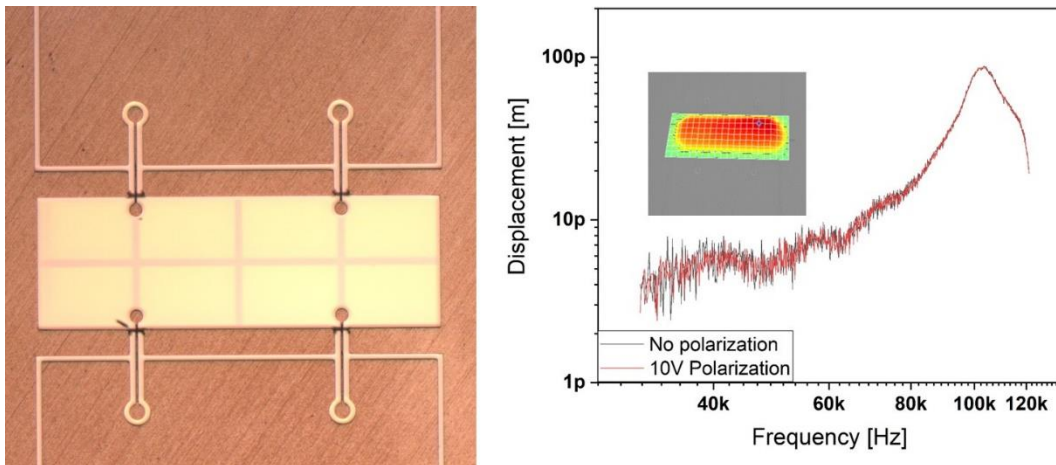 100p
10p
1p
Displacement [m]
No polarization
10V Polarization
40k
60k
80k
100k
120k
Frequency [Hz]